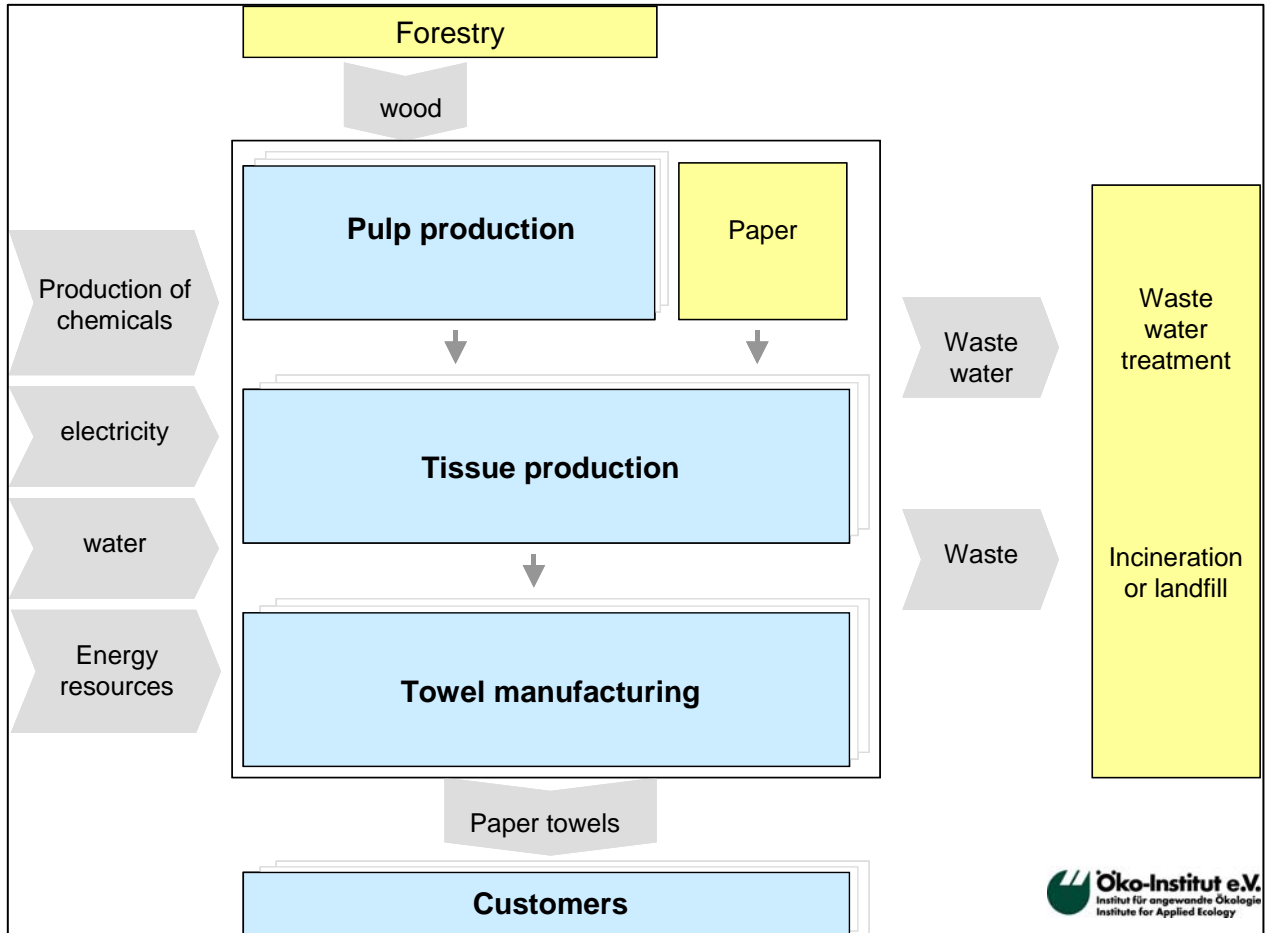 Forestry
wood
Pulp production
Paper
Production of
chemicals
Waste
water
treatment
Waste
water
electricity
Tissue production
water
Waste
Incineration
or landfill
Energy
resources
Towel manufacturing
Paper towels
Customers
Öko-Institut e.V.
Institut für angewandte Ökologie
Institute for Applied Ecology